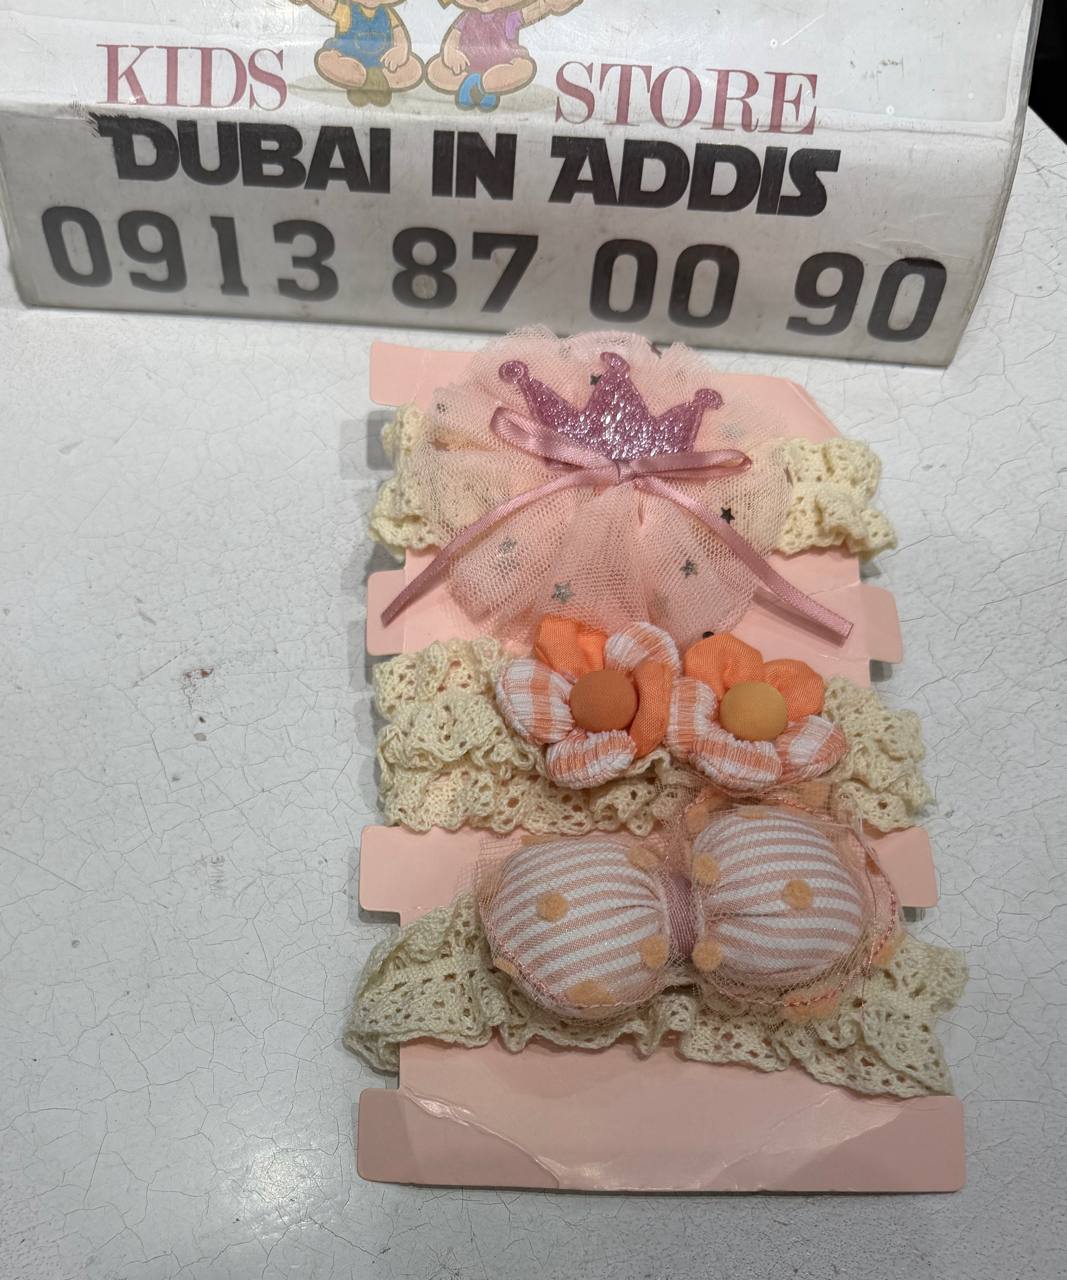 KIDS STORE
DUBAI IN ADDIS
0913 87 00 90